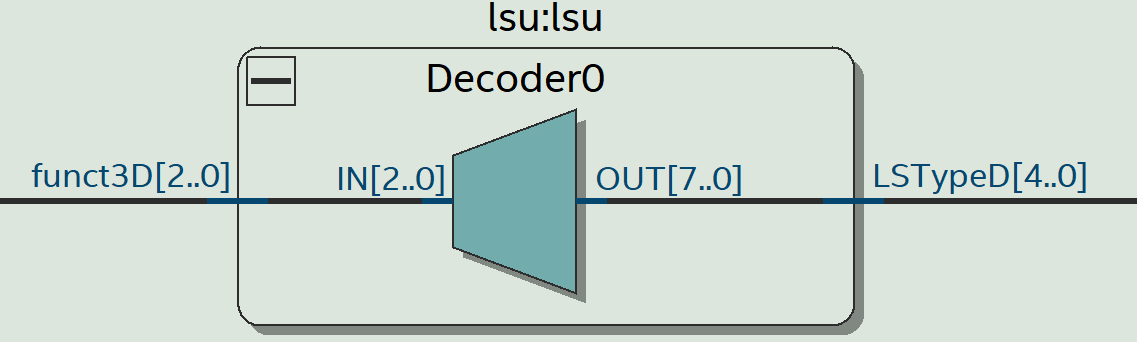 lsu:lsu
Decoder0
funct3D[2..0]
IN[2..0]
OUT[7..0]
LSTypeD[4..0]